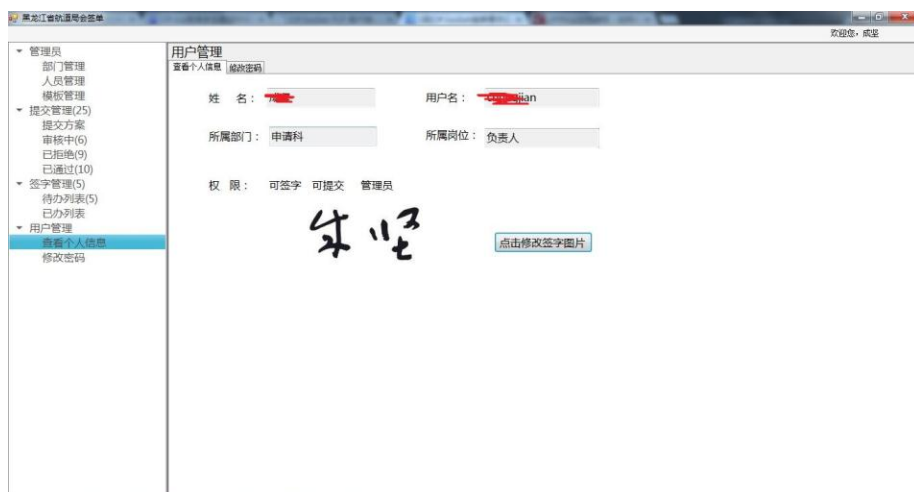 黑龙江省航道局会签单
欢迎您，成坚
管理员
部门管理
人员管理
模板管理
提交管理(25)
提交方案
审核中(6)
已拒绝(9)
已通过(10)
签字管理(5)
待办列表(5)
已办列表
用户管理
查看个人信息
修改密码
用户管理
查看个人信息 修改密码
姓 名： 用户名： jian
所属部门： 申请科 所属岗位： 负责人
权 限： 可签字 可提交 管理员
朱坚
点击修改签字图片